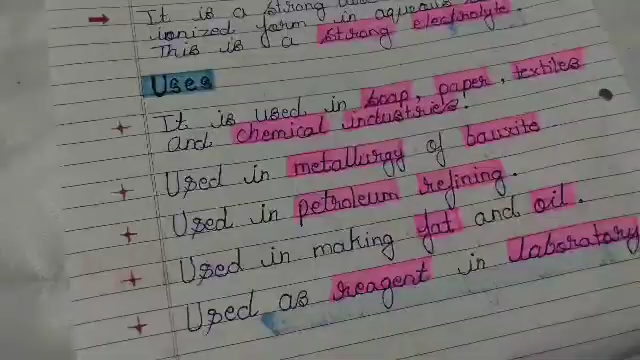 It is a strong
ionized form in aqueous
This is a strong electrolyte.
Uses
It is used in soap, paper, textiles
and chemical industries.
Used in metallurgy of bauxite
Used in petroleum refining.
Used in making fat and oil.
Used as reagent in laboratory